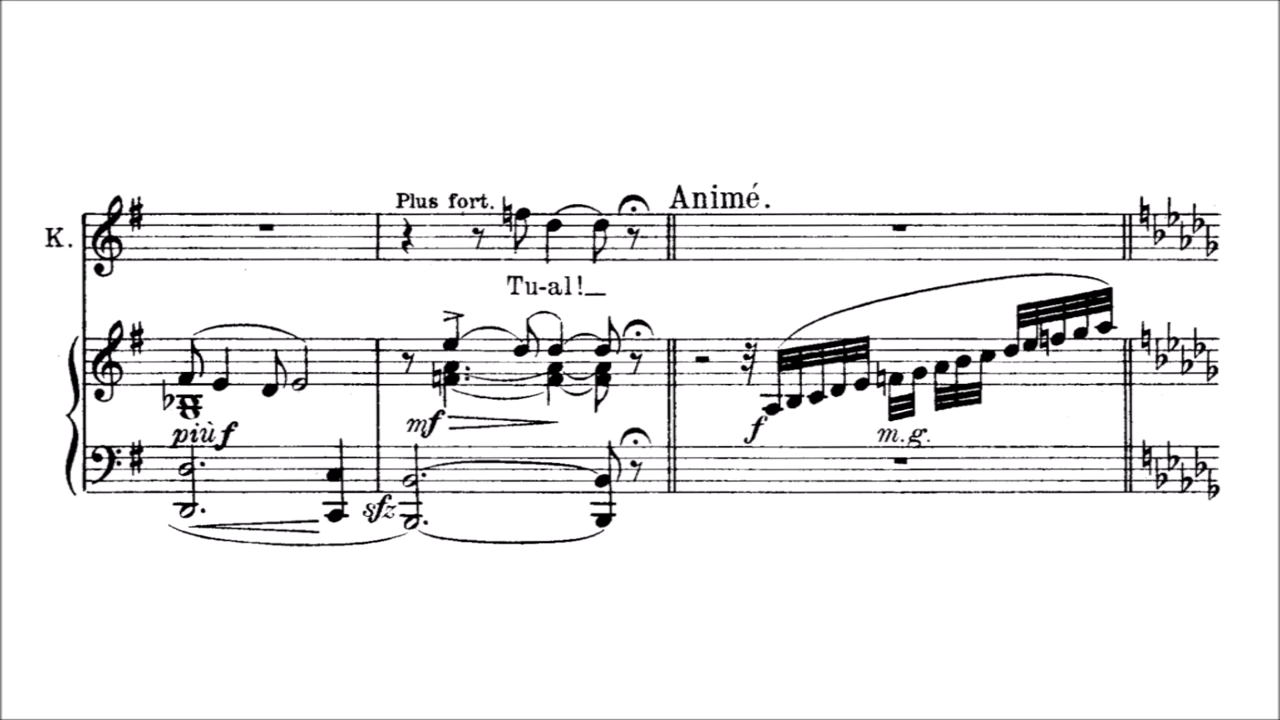 Plus fort.
Animé.
K.
Tu-al!
più f
mf
f
m.g.
sfz